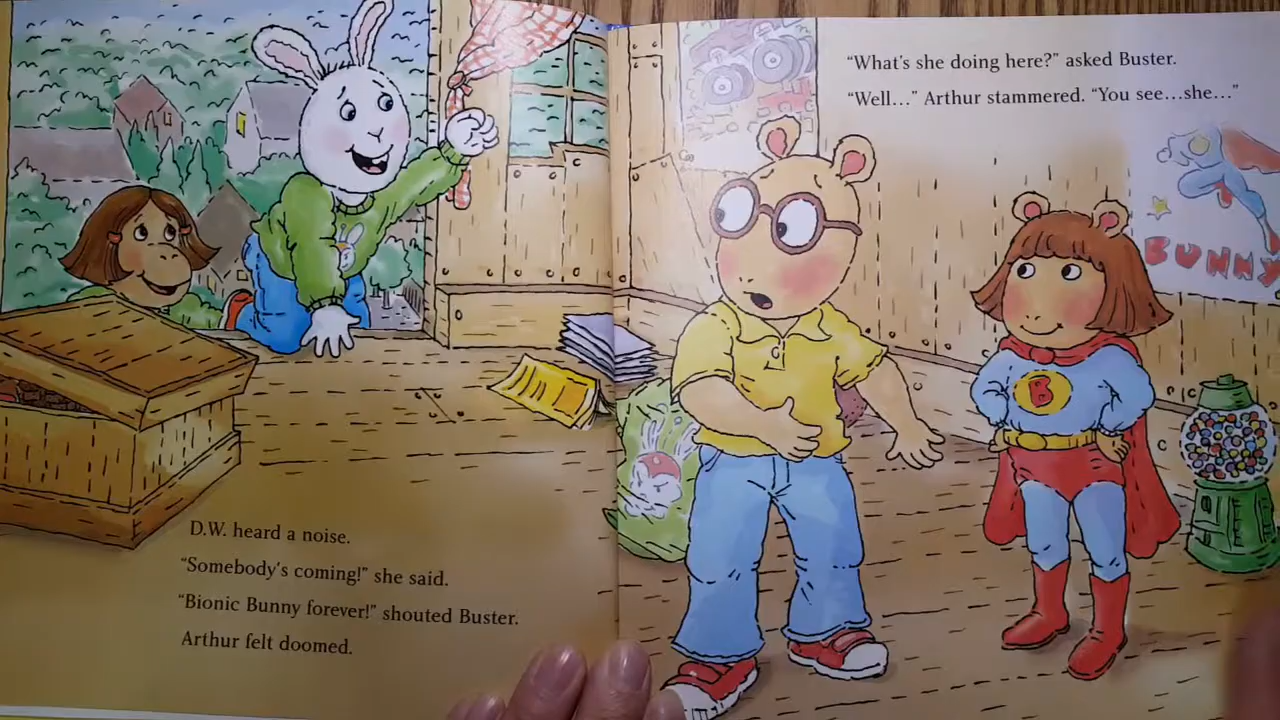 D.W. heard a noise.
“Somebody's coming!” she said.
“Bionic Bunny forever!” shouted Buster.
Arthur felt doomed.
“What's she doing here?” asked Buster.
“Well...” Arthur stammered. “You see...she...”
BUNNY
B